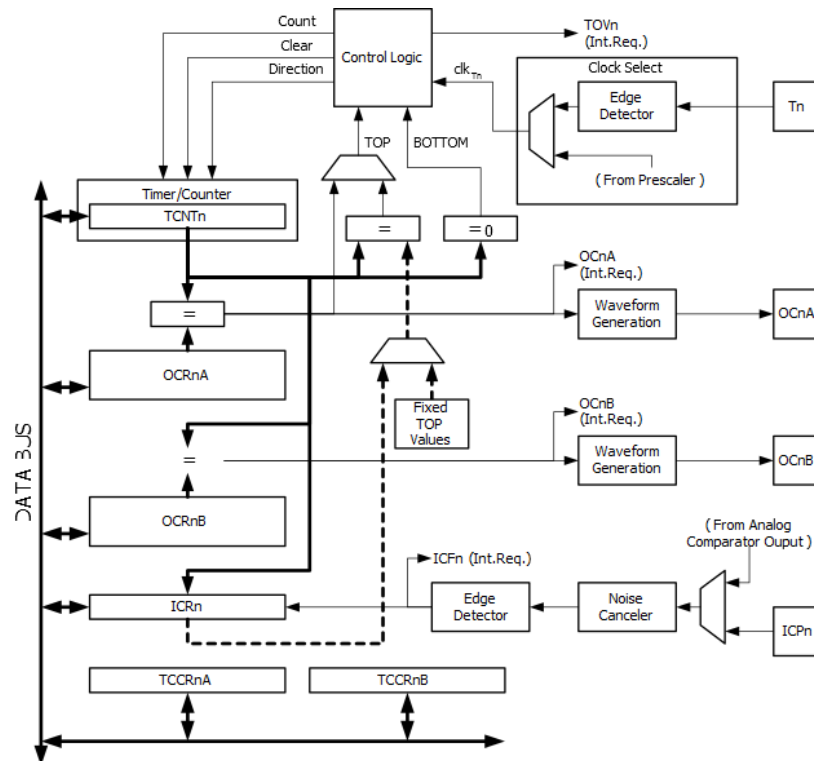 Count
Clear
Direction
Control Logic
TOVn
(Int.Req.)
clkTn
Clock Select
Edge
Detector
Tn
( From Prescaler )
TOP
BOTTOM
Timer/Counter
TCNTn
=
= 0
=
OCnA
(Int.Req.)
Waveform
Generation
OCnA
OCRnA
Fixed
TOP
Values
OCnB
(Int.Req.)
Waveform
Generation
OCnB
=
OCRnB
DATA BUS
( From Analog
Comparator Ouput )
ICFn (Int.Req.)
ICRn
Edge
Detector
Noise
Canceler
ICPn
TCCRnA
TCCRnB